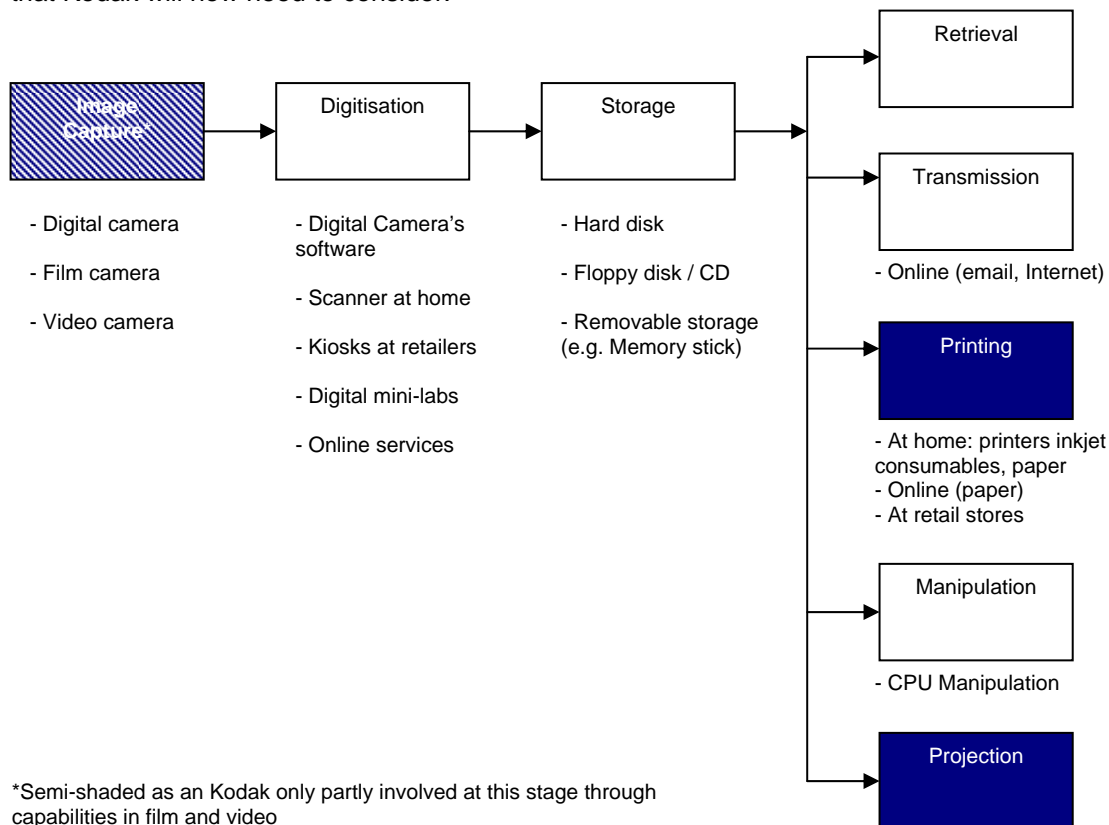 that Kodak will now need to consider.
Image
Capture*
Digitisation
Storage
Retrieval
Transmission
- Digital camera
- Film camera
- Video camera
- Digital Camera's
software
- Scanner at home
- Kiosks at retailers
- Digital mini-labs
- Online services
- Hard disk
- Floppy disk / CD
- Removable storage
(e.g. Memory stick)
- Online (email, Internet)
Printing
- At home: printers inkjet
consumables, paper
- Online (paper)
- At retail stores
Manipulation
- CPU Manipulation
Projection
*Semi-shaded as an Kodak only partly involved at this stage through
capabilities in film and video